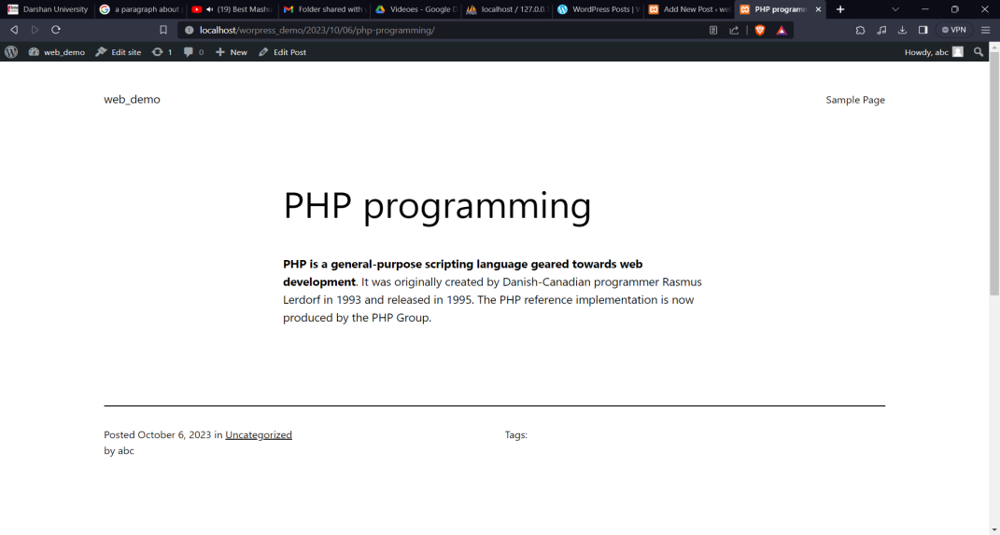 Darshan University
a paragraph about
(19) Best Mashu
Folder shared with
Videoes - Google D
localhost / 127.0.0.
WordPress Posts | W
Add New Post ‹ we
PHP programm
localhost/worpress_demo/2023/10/06/php-programming/
VPN
web_demo
Edit site
1
0
New
Edit Post
Howdy, abc
web_demo
Sample Page
PHP programming
PHP is a general-purpose scripting language geared towards web
development. It was originally created by Danish-Canadian programmer Rasmus
Lerdorf in 1993 and released in 1995. The PHP reference implementation is now
produced by the PHP Group.
Posted October 6, 2023 in Uncategorized
Tags:
by abc